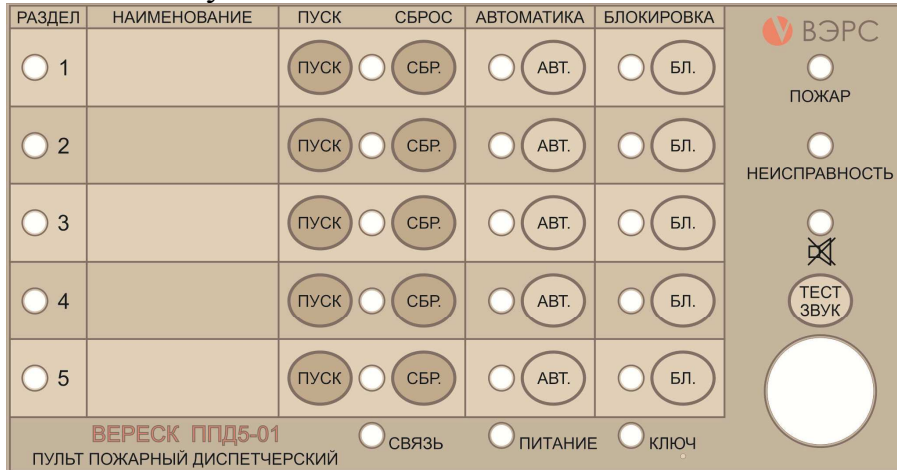 РАЗДЕЛ НАИМЕНОВАНИЕ ПУСК СБРОС АВТОМАТИКА БЛОКИРОВКА
ВЭРС
1 ПУСК СБР. АВТ. БЛ.
ПОЖАР
2 ПУСК СБР. АВТ. БЛ.
НЕИСПРАВНОСТЬ
3 ПУСК СБР. АВТ. БЛ.
4 ПУСК СБР. АВТ. БЛ.
ТЕСТ
ЗВУК
5 ПУСК СБР. АВТ. БЛ.
ВЕРЕСК ППД5-01
ПУЛЬТ ПОЖАРНЫЙ ДИСПЕТЧЕРСКИЙ
СВЯЗЬ ПИТАНИЕ КЛЮЧ